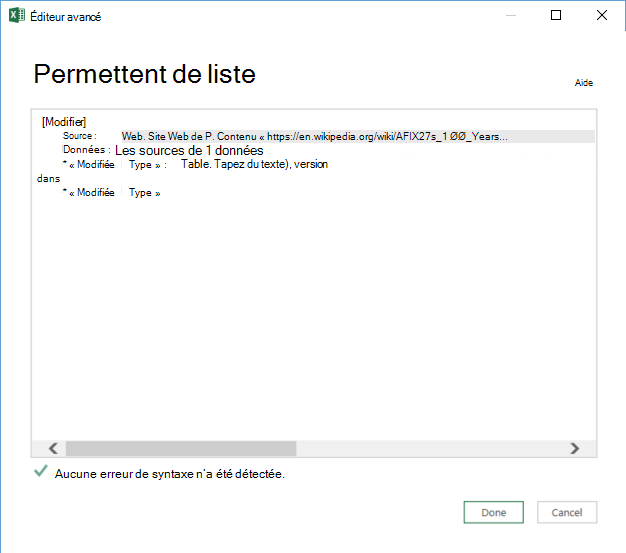 Éditeur avancé
Permettent de liste
Aide
[Modifier]
Source : Web. Site Web de P. Contenu « https://en.wikipedia.org/wiki/AFIX27s_1 ØØ_Years...
Données : Les sources de 1 données
* « Modifiée Type » : Table. Tapez du texte), version
dans
* « Modifiée Type »
Aucune erreur de syntaxe n'a été détectée.
Done Cancel